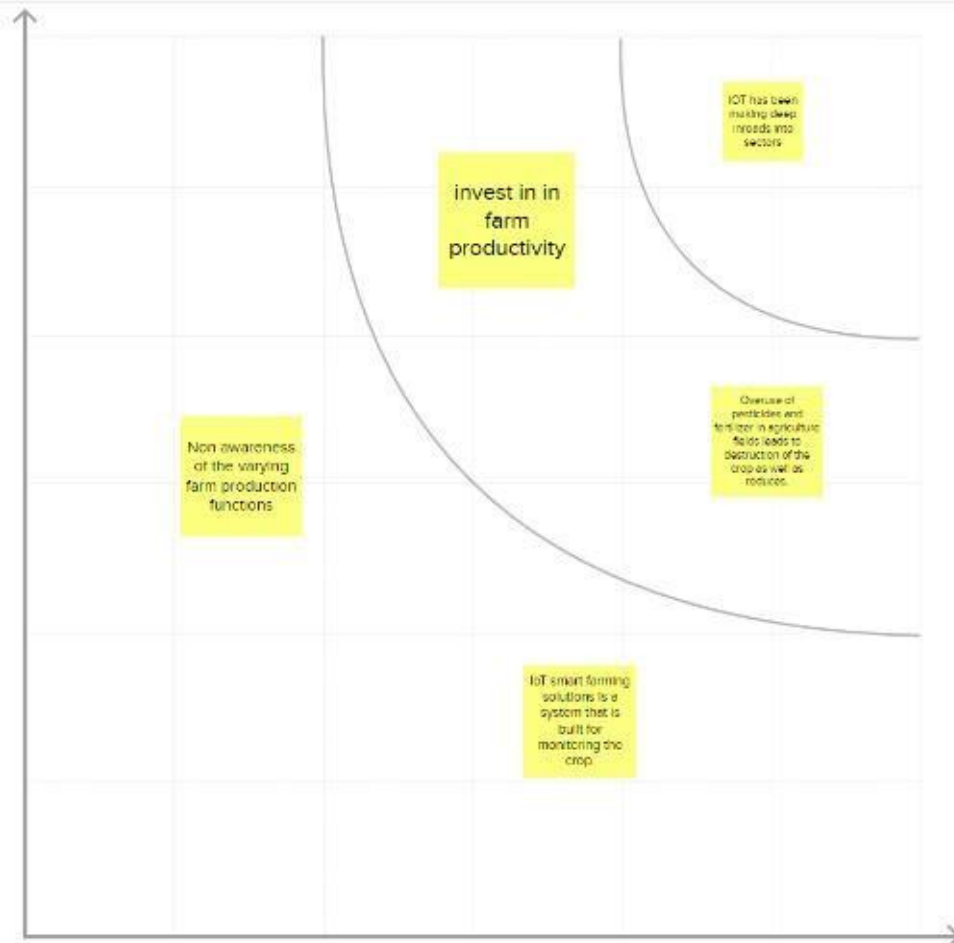 IOT has been
making deep
inroads into
sectors
invest in in
farm
productivity
Overuse of
pesticides and
fertilizer in agriculture
fields leads to
destruction of the
crop as well as
reduces.
Non awareness
of the varying
farm production
functions
IoT smart farming
solutions is a
system that is
built for
monitoring the
crop